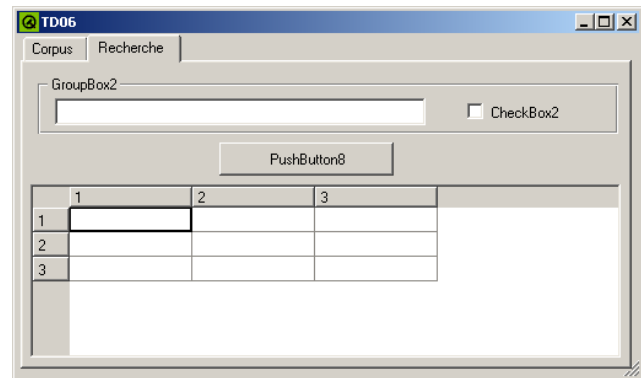 TD06
Corpus Recherche
GroupBox2
CheckBox2
PushButton8
1 2 3
1
2
3